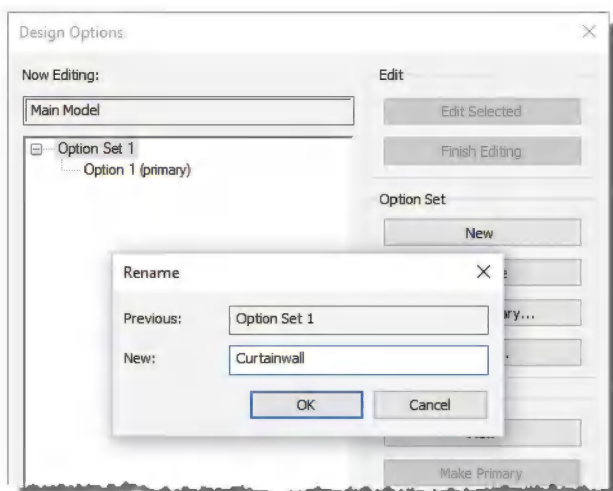 Design Options
Now Editing:
Main Model
Option Set 1
Option 1 (primary)
Edit
Edit Selected
Finish Editing
Option Set
New
Rename
Previous:
Option Set 1
New:
Curtainwall
OK
Cancel
Make Primary